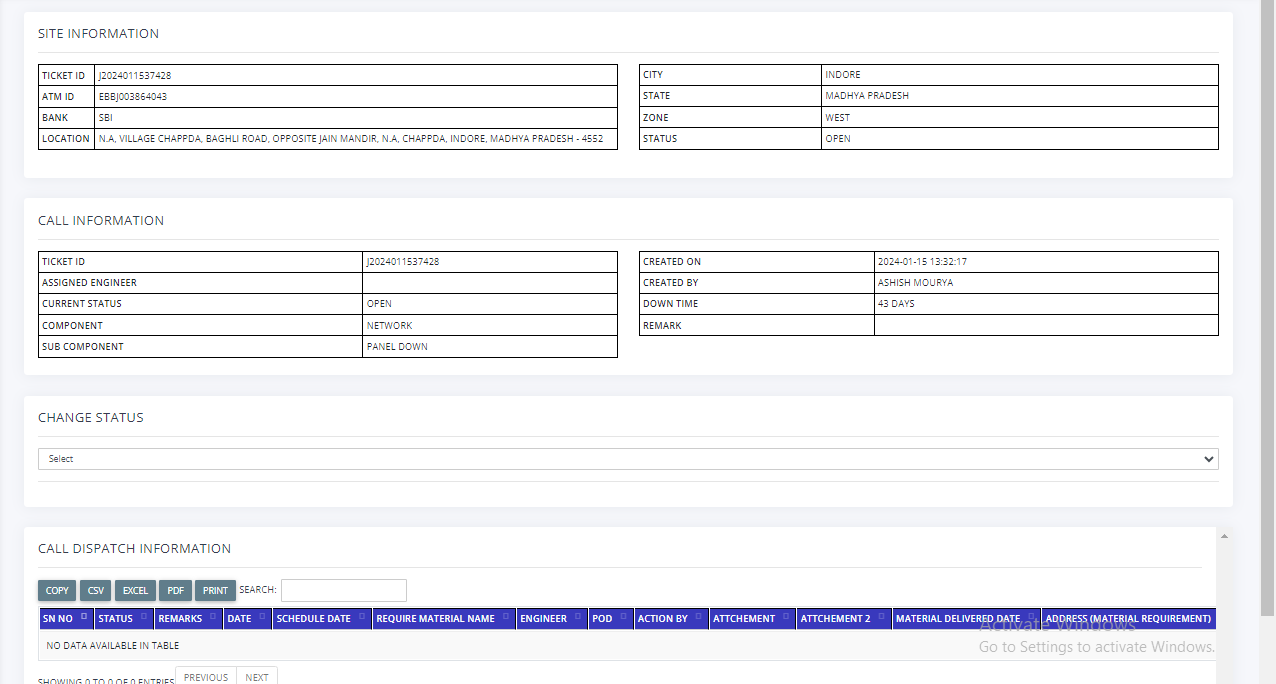 SITE INFORMATION
TICKET ID J2024011537428
ATM ID EBBJ003864043
BANK SBI
LOCATION N.A, VILLAGE CHAPPDA, BAGHLI ROAD, OPPOSITE JAIN MANDIR, N.A, CHAPPDA, INDORE, MADHYA PRADESH - 4552
CITY INDORE
STATE MADHYA PRADESH
ZONE WEST
STATUS OPEN
CALL INFORMATION
TICKET ID J2024011537428
ASSIGNED ENGINEER
CURRENT STATUS OPEN
COMPONENT NETWORK
SUB COMPONENT PANEL DOWN
CREATED ON 2024-01-15 13:32:17
CREATED BY ASHISH MOURYA
DOWN TIME 43 DAYS
REMARK
CHANGE STATUS
Select
CALL DISPATCH INFORMATION
COPY CSV EXCEL PDF PRINT SEARCH:
SN NO STATUS REMARKS DATE SCHEDULE DATE REQUIRE MATERIAL NAME ENGINEER POD ACTION BY ATTCHEMENT ATTCHEMENT 2 MATERIAL DELIVERED DATE ADDRESS (MATERIAL REQUIREMENT)
NO DATA AVAILABLE IN TABLE
SHOWING 0 TO 0 OF 0 ENTRIES PREVIOUS NEXT
Activate Windows
Go to Settings to activate Windows.